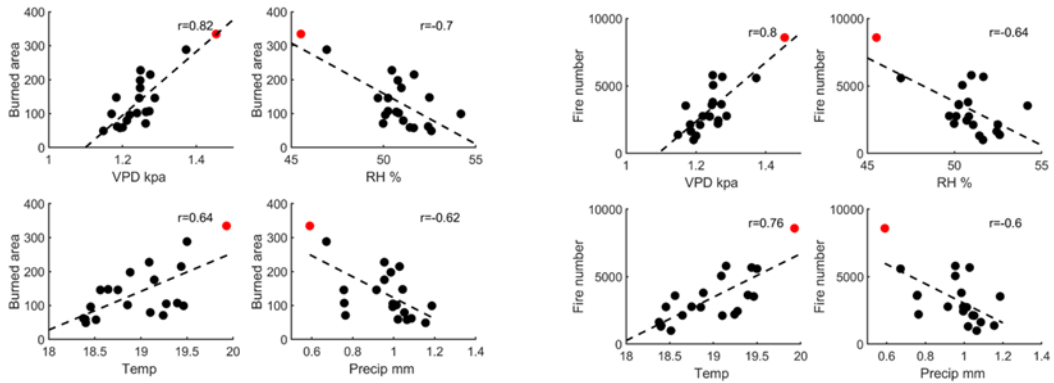 r=0.82
400
300
200
100
0
Burned area
1
1.2
1.4
VPD kpa
r=-0.7
400
300
200
100
0
Burned area
45
50
55
RH %
r=0.8
10000
5000
0
Fire number
1
1.2
1.4
VPD kpa
r=-0.64
10000
5000
0
Fire number
45
50
55
RH %
r=0.64
400
300
200
100
0
Burned area
18
18.5
19
19.5
20
Temp
r=-0.62
400
300
200
100
0
Burned area
0.6
0.8
1
1.2
1.4
Precip mm
r=0.76
10000
5000
0
Fire number
18
18.5
19
19.5
20
Temp
r=-0.6
10000
5000
0
Fire number
0.6
0.8
1
1.2
1.4
Precip mm